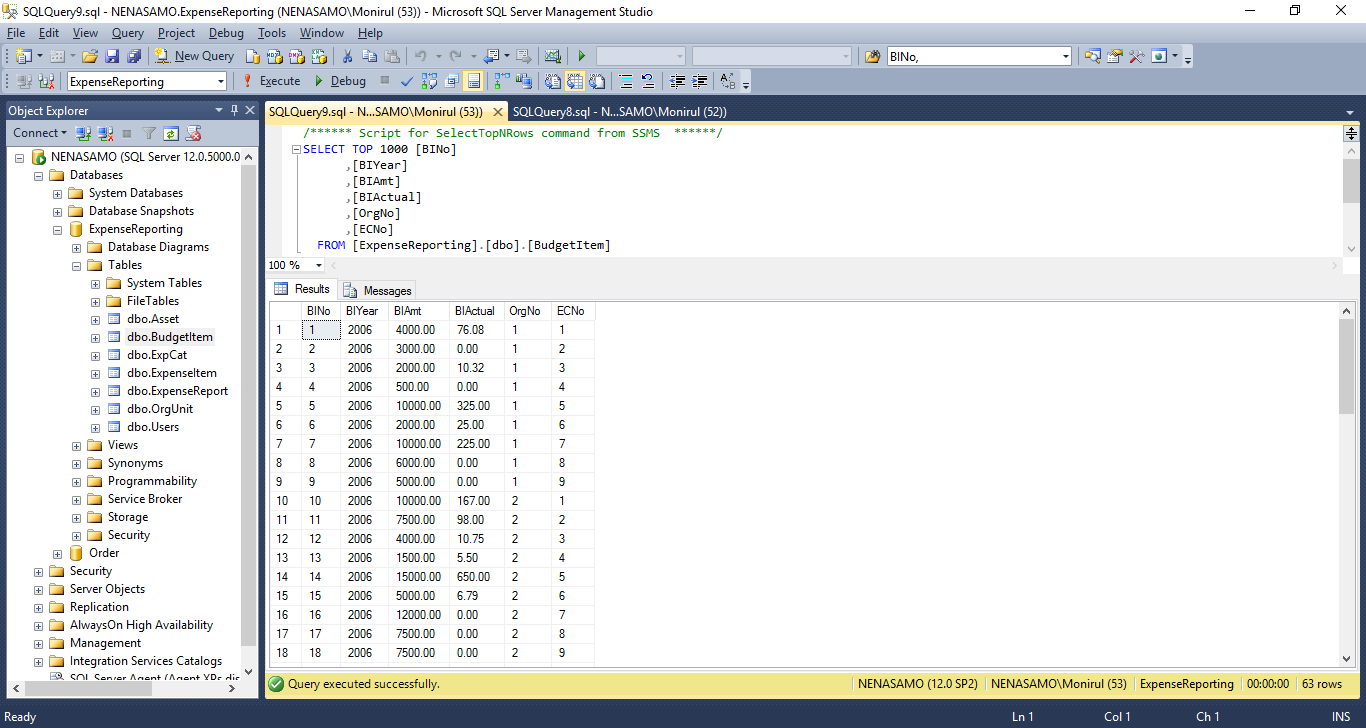 SQLQuery9.sql - NENASAMO.ExpenseReporting (NENASAMO\Monirul (53)) - Microsoft SQL Server Management Studio
File Edit View Query Project Debug Tools Window Help
New Query BINo,
ExpenseReporting Execute Debug
Object Explorer
Connect
NENASAMO (SQL Server 12.0.5000.0
Databases
System Databases
Database Snapshots
ExpenseReporting
Database Diagrams
Tables
System Tables
FileTables
dbo.Asset
dbo.BudgetItem
dbo.ExpCat
dbo.ExpenseItem
dbo.ExpenseReport
dbo.OrgUnit
dbo.Users
Views
Synonyms
Programmability
Service Broker
Storage
Security
Order
Security
Server Objects
Replication
AlwaysOn High Availability
Management
Integration Services Catalogs
SQL Server Agent (Agent XPs dis
SQLQuery9.sql - N...SAMO\Monirul (53)) SQLQuery8.sql - N...SAMO\Monirul (52))
/****** Script for SelectTopNRows command from SSMS ******/
SELECT TOP 1000 [BINo]
,[BIYear]
,[BIAmt]
,[BIActual]
,[OrgNo]
,[ECNo]
FROM [ExpenseReporting].[dbo].[BudgetItem]
100 %
Results Messages
BINo BIYear BIAmt BIActual OrgNo ECNo
1 1 2006 4000.00 76.08 1 1
2 2 2006 3000.00 0.00 1 2
3 3 2006 2000.00 10.32 1 3
4 4 2006 500.00 0.00 1 4
5 5 2006 10000.00 325.00 1 5
6 6 2006 2000.00 25.00 1 6
7 7 2006 10000.00 225.00 1 7
8 8 2006 6000.00 0.00 1 8
9 9 2006 5000.00 0.00 1 9
10 10 2006 10000.00 167.00 2 1
11 11 2006 7500.00 98.00 2 2
12 12 2006 4000.00 10.75 2 3
13 13 2006 1500.00 5.50 2 4
14 14 2006 15000.00 650.00 2 5
15 15 2006 5000.00 6.79 2 6
16 16 2006 12000.00 0.00 2 7
17 17 2006 7500.00 0.00 2 8
18 18 2006 7500.00 0.00 2 9
Query executed successfully. NENASAMO (12.0 SP2) NENASAMO\Monirul (53) ExpenseReporting 00:00:00 63 rows
Ready Ln 1 Col 1 Ch 1 INS